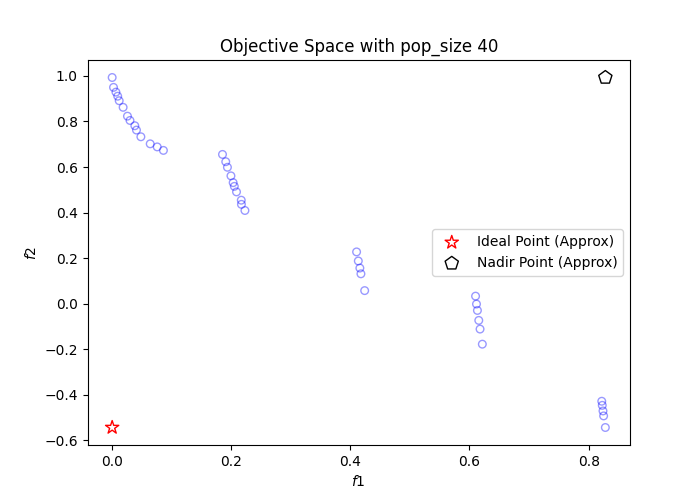 Objective Space with pop_size 40
1.0
0.8
0.6
0.4
0.2
0.0
−0.2
−0.4
−0.6
f2
Ideal Point (Approx)
Nadir Point (Approx)
0.0 0.2 0.4 0.6 0.8
f1